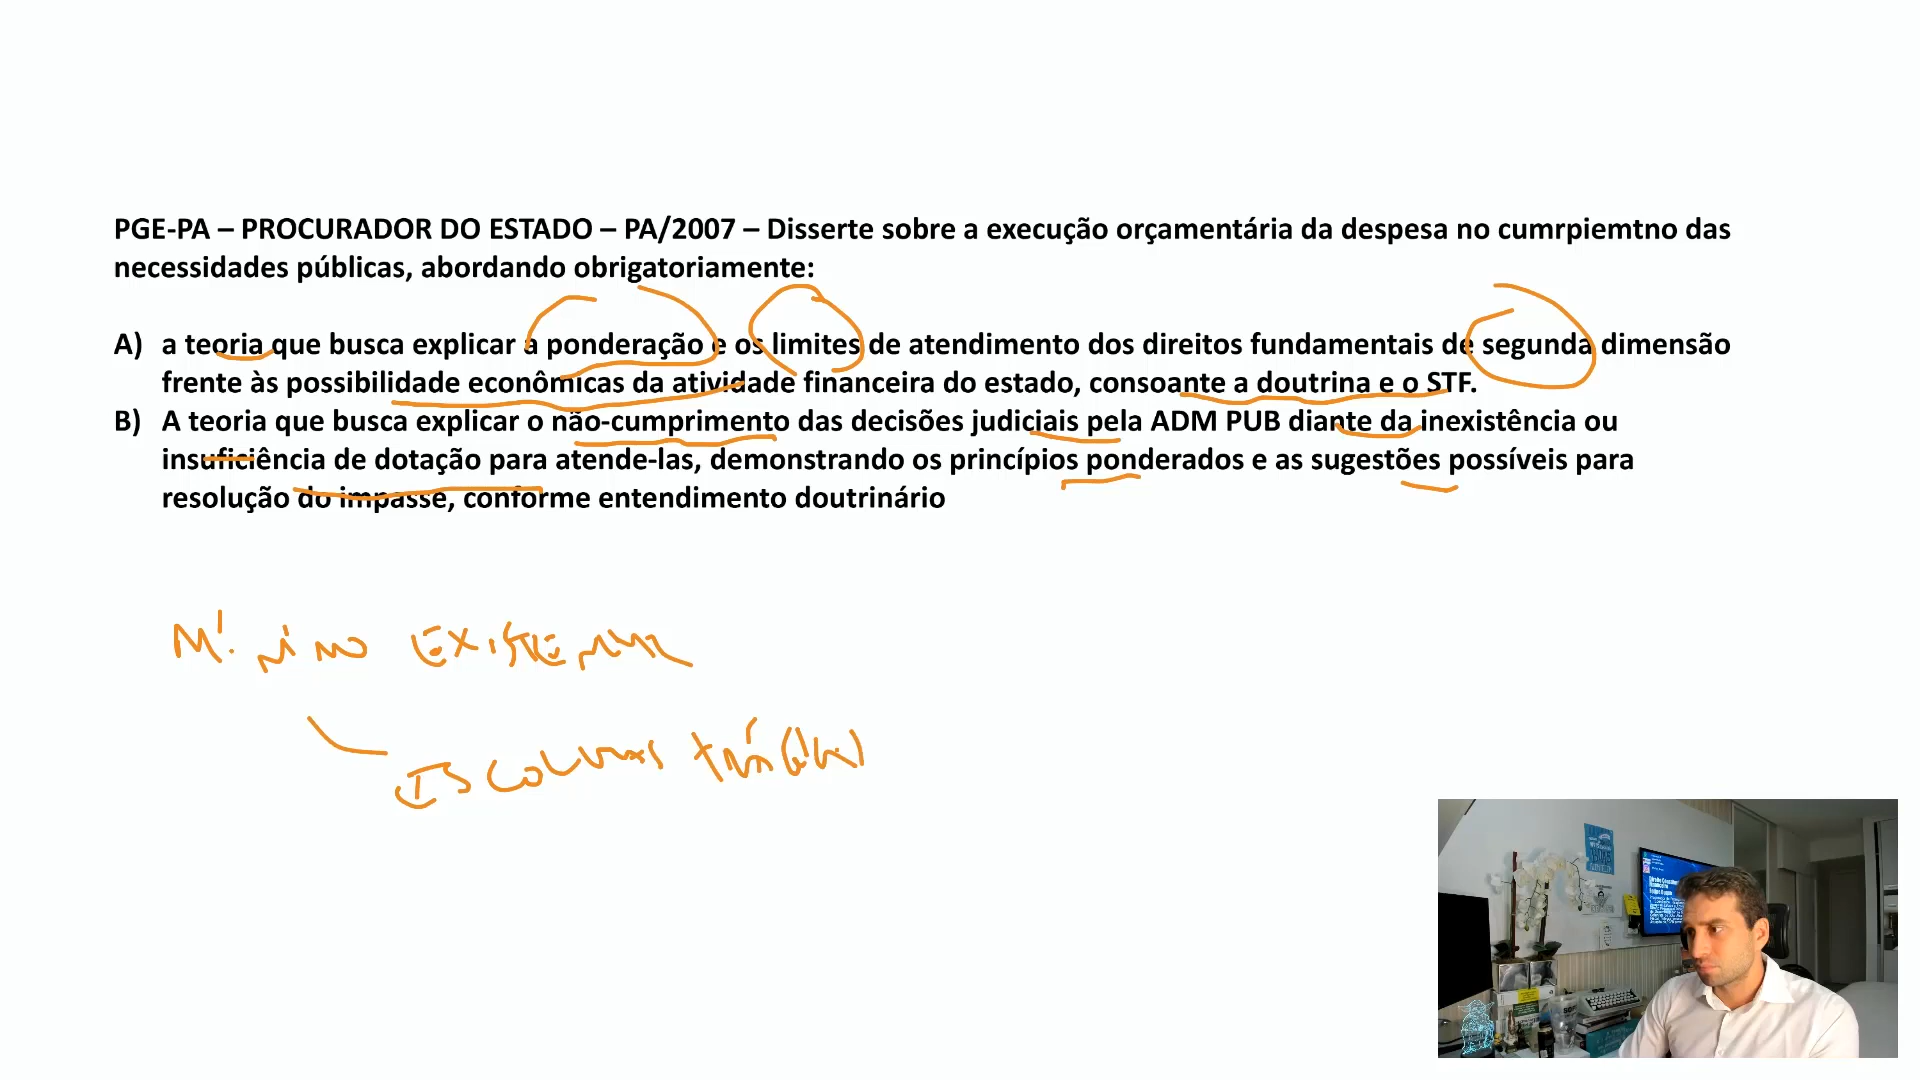 PGE-PA – PROCURADOR DO ESTADO – PA/2007 – Disserte sobre a execução orçamentária da despesa no cumrpiemtno das
necessidades públicas, abordando obrigatoriamente:
A) a teoria que busca explicar a ponderação e os limites de atendimento dos direitos fundamentais de segunda dimensão
frente às possibilidade econômicas da atividade financeira do estado, consoante a doutrina e o STF.
B) A teoria que busca explicar o não-cumprimento das decisões judiciais pela ADM PUB diante da inexistência ou
insuficiência de dotação para atende-las, demonstrando os princípios ponderados e as sugestões possíveis para
resolução do impasse, conforme entendimento doutrinário
Mínimo EXISTENCIAL
ESCOLHAS trágicas